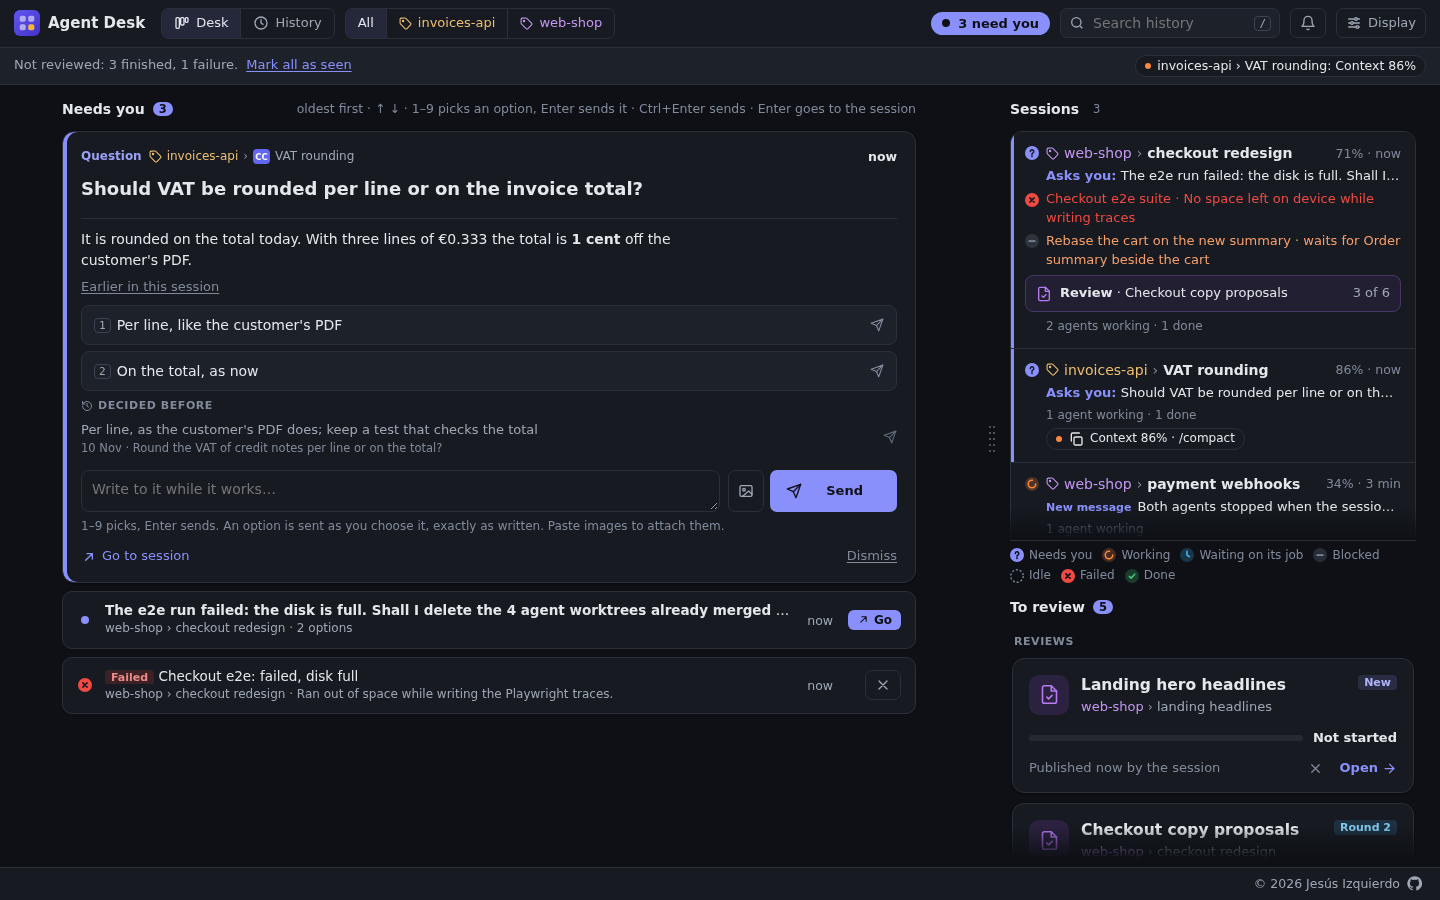 Agent Desk
Desk
History
All
invoices-api
web-shop
3 need you
Search history
/
Display
Not reviewed: 3 finished, 1 failure. Mark all as seen
invoices-api › VAT rounding: Context 86%
Needs you 3
oldest first · ↑ ↓ · 1–9 picks an option, Enter sends it · Ctrl+Enter sends · Enter goes to the session
Question invoices-api › CC VAT rounding
now
Should VAT be rounded per line or on the invoice total?
It is rounded on the total today. With three lines of €0.333 the total is 1 cent off the
customer's PDF.
Earlier in this session
1 Per line, like the customer's PDF
2 On the total, as now
DECIDED BEFORE
Per line, as the customer's PDF does; keep a test that checks the total
10 Nov · Round the VAT of credit notes per line or on the total?
Write to it while it works…
Send
1–9 picks, Enter sends. An option is sent as you choose it, exactly as written. Paste images to attach them.
Go to session
Dismiss
The e2e run failed: the disk is full. Shall I delete the 4 agent worktrees already merged …
web-shop › checkout redesign · 2 options
now
Go
Failed Checkout e2e: failed, disk full
web-shop › checkout redesign · Ran out of space while writing the Playwright traces.
now
Sessions 3
web-shop › checkout redesign
71% · now
Asks you: The e2e run failed: the disk is full. Shall I…
Checkout e2e suite · No space left on device while
writing traces
Rebase the cart on the new summary · waits for Order
summary beside the cart
Review · Checkout copy proposals
3 of 6
2 agents working · 1 done
invoices-api › VAT rounding
86% · now
Asks you: Should VAT be rounded per line or on th…
1 agent working · 1 done
Context 86% · /compact
web-shop › payment webhooks
34% · 3 min
New message Both agents stopped when the sessio…
1 agent working
Needs you
Working
Waiting on its job
Blocked
Idle
Failed
Done
To review 5
REVIEWS
Landing hero headlines
New
web-shop › landing headlines
Not started
Published now by the session
Open
Checkout copy proposals
Round 2
web-shop › checkout redesign
© 2026 Jesús Izquierdo